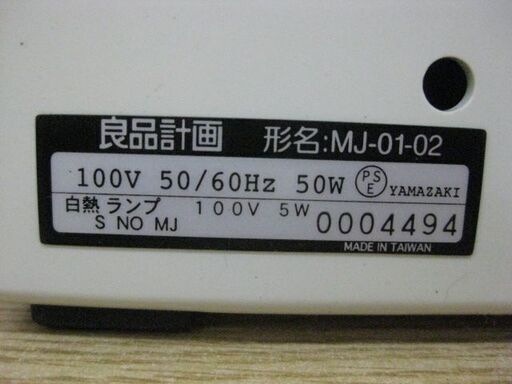 良品計画 形名:MJ-01-02
100V 50/60Hz 50W PSE YAMAZAKI
白熱 ランプ 100V 5W
S NO MJ 0004494
MADE IN TAIWAN